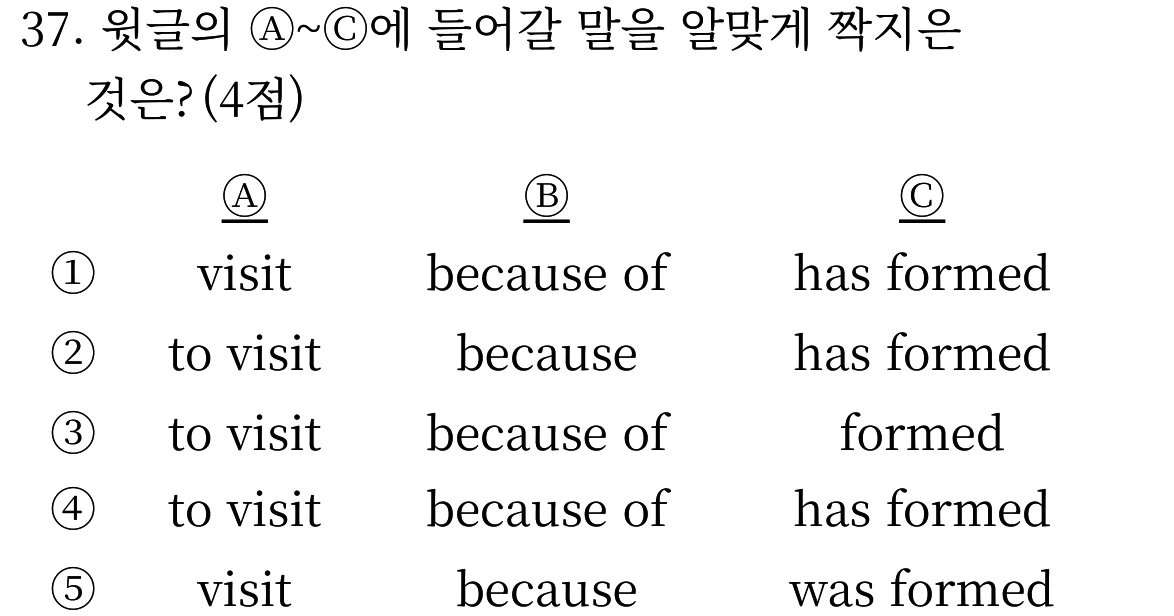 37. 윗글의 Ⓐ~Ⓒ에 들어갈 말을 알맞게 짝지은
것은? (4점)
Ⓐ Ⓑ Ⓒ
① visit because of has formed
② to visit because has formed
③ to visit because of formed
④ to visit because of has formed
⑤ visit because was formed